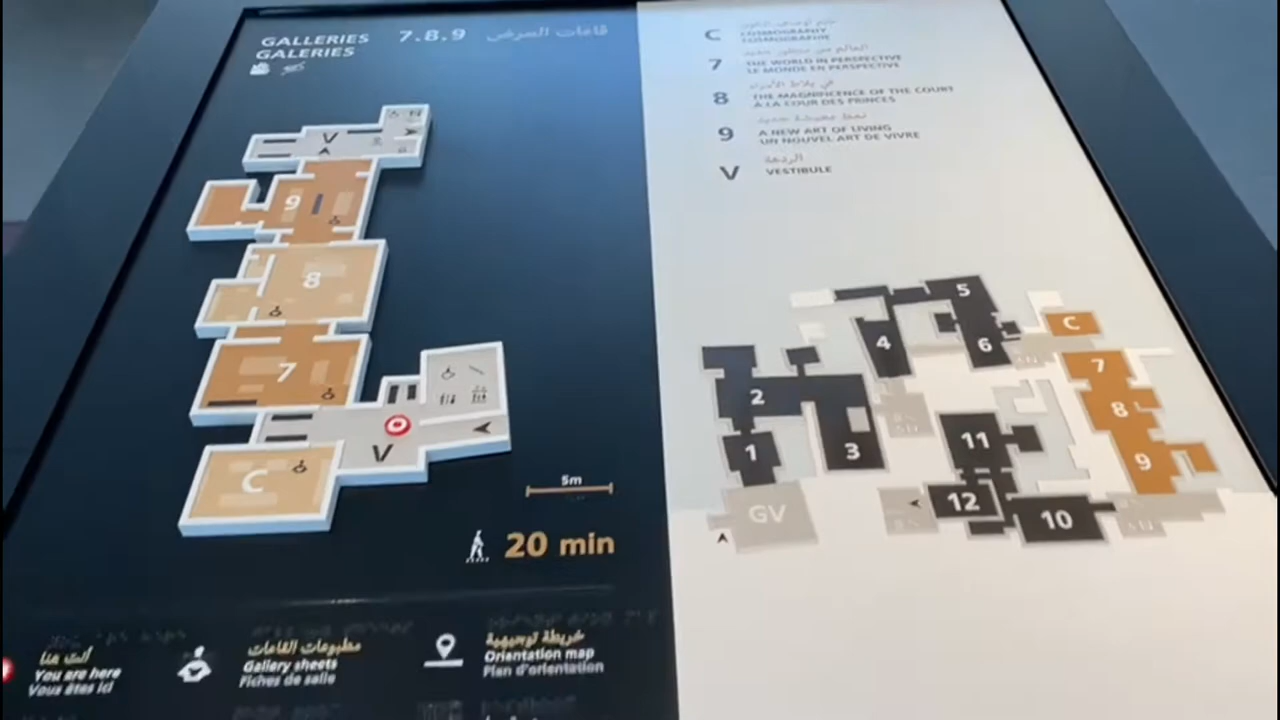 GALLERIES 7.8.9 قاعات العرض
GALERIES
V
9
8
7
V
C
5m
20 min
أنت هنا
You are here
Vous êtes ici
مطبوعات القاعات
Gallery sheets
Fiches de salle
خريطة توجيهية
Orientation map
Plan d'orientation
C
COSMOGRAPHY
COSMOGRAPHIE
العالم من منظور جديد
7 THE WORLD IN PERSPECTIVE
LE MONDE EN PERSPECTIVE
في بلاط الأمراء
8 THE MAGNIFICENCE OF THE COURT
À LA COUR DES PRINCES
نمط معيشة جديد
9 A NEW ART OF LIVING
UN NOUVEL ART DE VIVRE
الردهة
V VESTIBULE
5
C
4
6
7
2
8
11
1
3
9
GV
12
10